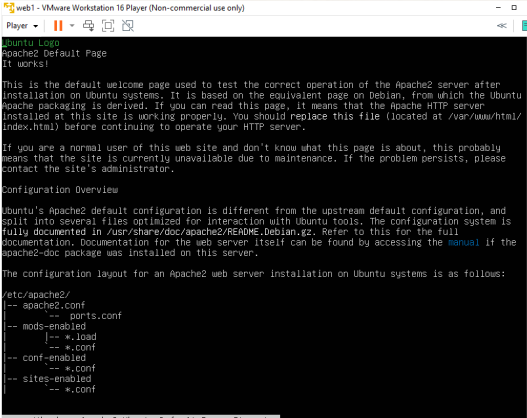 web1 - VMware Workstation 16 Player (Non-commercial use only)
Player
Ubuntu Logo
Apache2 Default Page
It works!
This is the default welcome page used to test the correct operation of the Apache2 server after
installation on Ubuntu systems. It is based on the equivalent page on Debian, from which the Ubuntu
Apache packaging is derived. If you can read this page, it means that the Apache HTTP server
installed at this site is working properly. You should replace this file (located at /var/www/html/
index.html) before continuing to operate your HTTP server.
If you are a normal user of this web site and don't know what this page is about, this probably
means that the site is currently unavailable due to maintenance. If the problem persists, please
contact the site's administrator.
Configuration Overview
Ubuntu's Apache2 default configuration is different from the upstream default configuration, and
split into several files optimized for interaction with Ubuntu tools. The configuration system is
fully documented in /usr/share/doc/apache2/README.Debian.gz. Refer to this for the full
documentation. Documentation for the web server itself can be found by accessing the manual if the
apache2-doc package was installed on this server.
The configuration layout for an Apache2 web server installation on Ubuntu systems is as follows:
/etc/apache2/
|-- apache2.conf
|       `--  ports.conf
|-- mods-enabled
|       |-- *.load
|       `-- *.conf
|-- conf-enabled
|       `-- *.conf
|-- sites-enabled
|       `-- *.conf